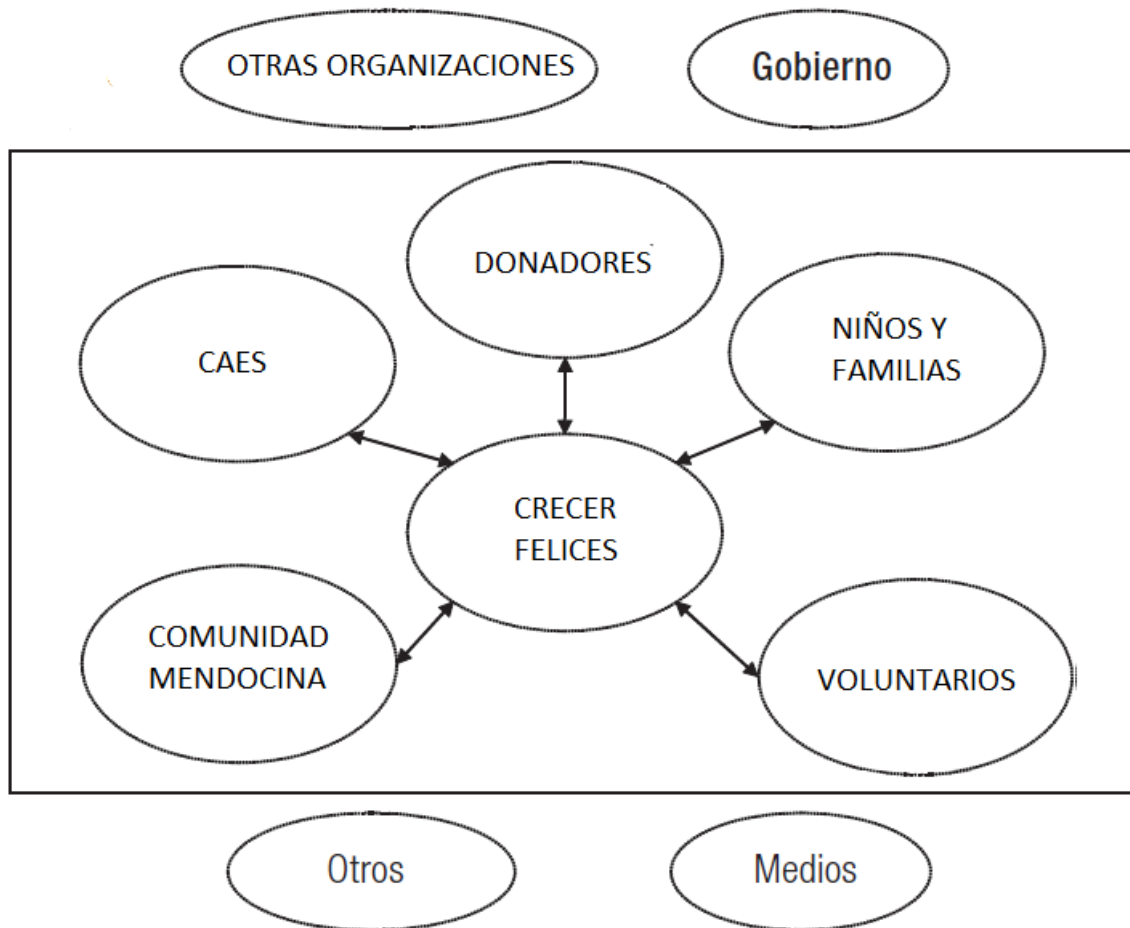 OTRAS ORGANIZACIONES
Gobierno
DONADORES
CAES
NIÑOS Y
FAMILIAS
CRECER
FELICES
COMUNIDAD
MENDOCINA
VOLUNTARIOS
Otros
Medios